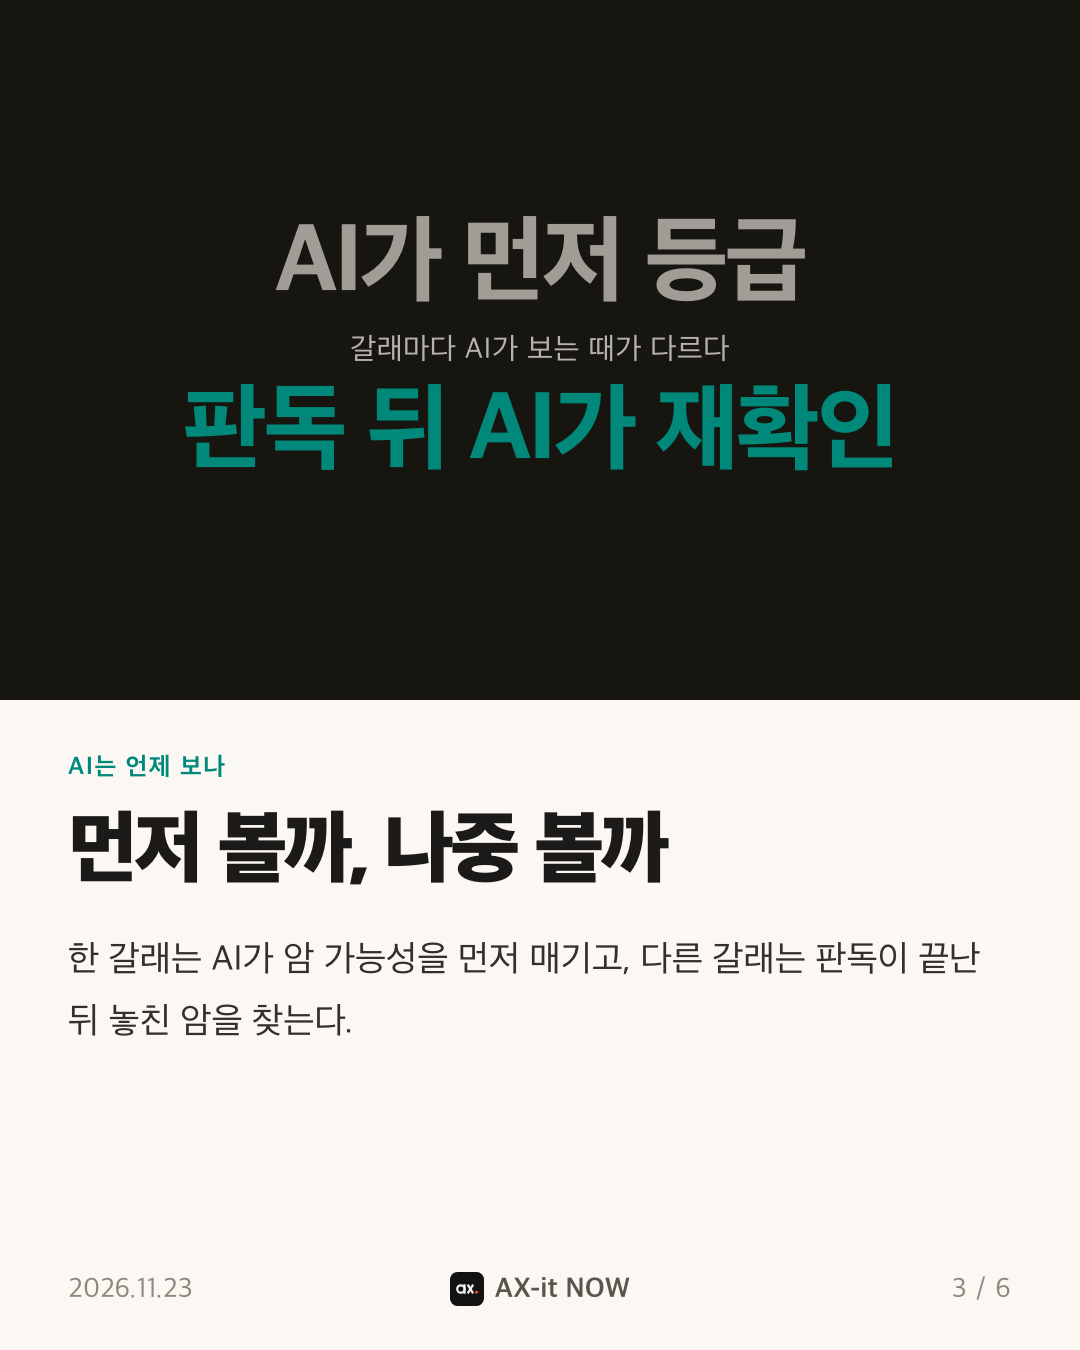 AI가 먼저 등급
갈래마다 AI가 보는 때가 다르다
판독 뒤 AI가 재확인
AI는 언제 보나
먼저 볼까, 나중 볼까
한 갈래는 AI가 암 가능성을 먼저 매기고, 다른 갈래는 판독이 끝난
뒤 놓친 암을 찾는다.
2026.11.23
ax. AX-it NOW
3 / 6